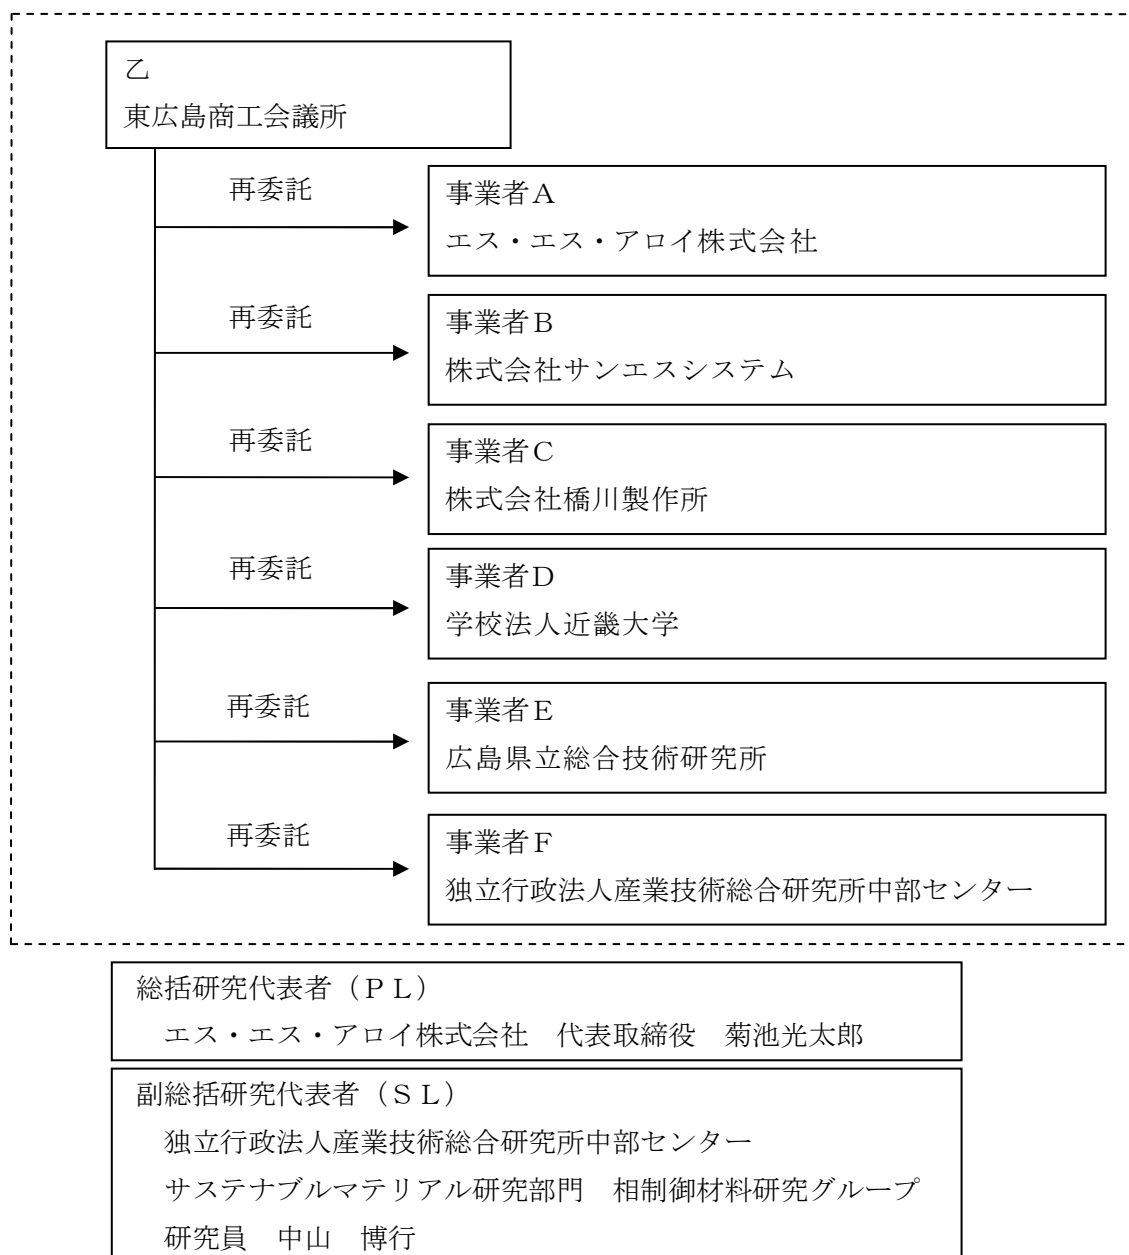 乙
東広島商工会議所
再委託
事業者A
エス・エス・アロイ株式会社
再委託
事業者B
株式会社サンエスシステム
再委託
事業者C
株式会社橋川製作所
再委託
事業者D
学校法人近畿大学
再委託
事業者E
広島県立総合技術研究所
再委託
事業者F
独立行政法人産業技術総合研究所中部センター
総括研究代表者（ＰＬ）
エス・エス・アロイ株式会社　代表取締役　菊池光太郎
副総括研究代表者（ＳＬ）
独立行政法人産業技術総合研究所中部センター
サステナブルマテリアル研究部門　相制御材料研究グループ
研究員　中山　博行